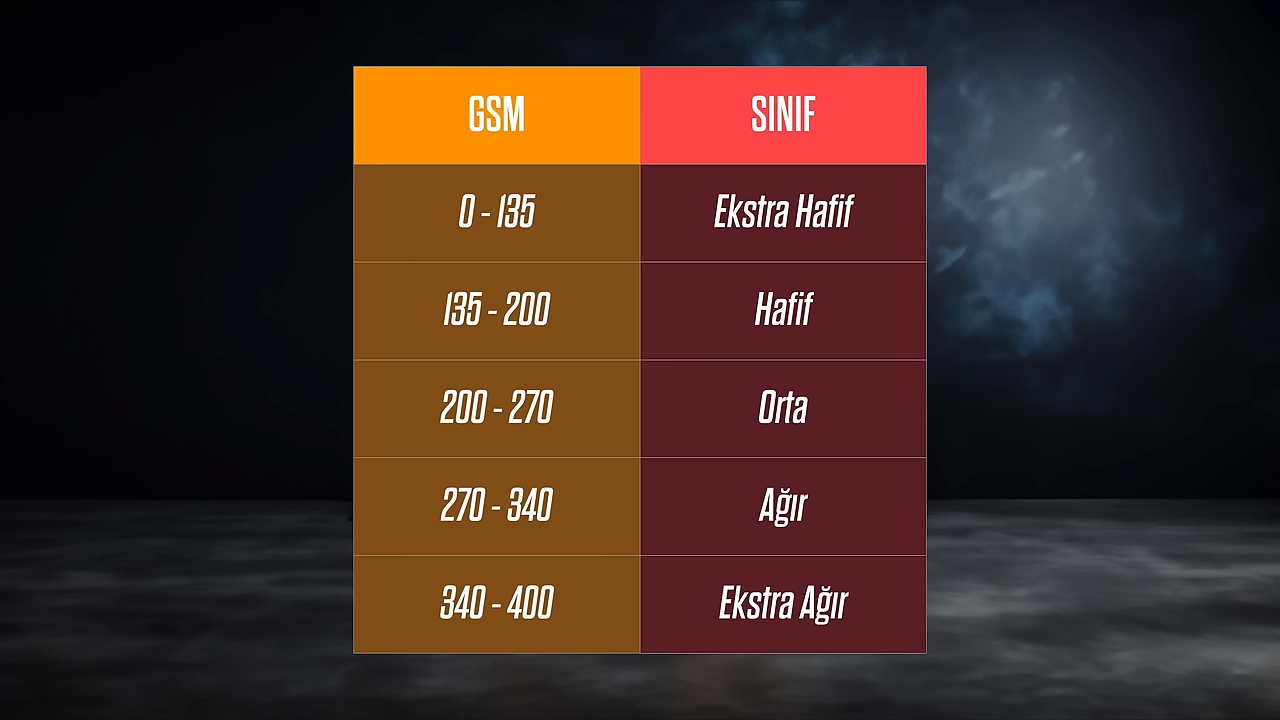 GSM SINIF
0 - 135 Ekstra Hafif
135 - 200 Hafif
200 - 270 Orta
270 - 340 Ağır
340 - 400 Ekstra Ağır